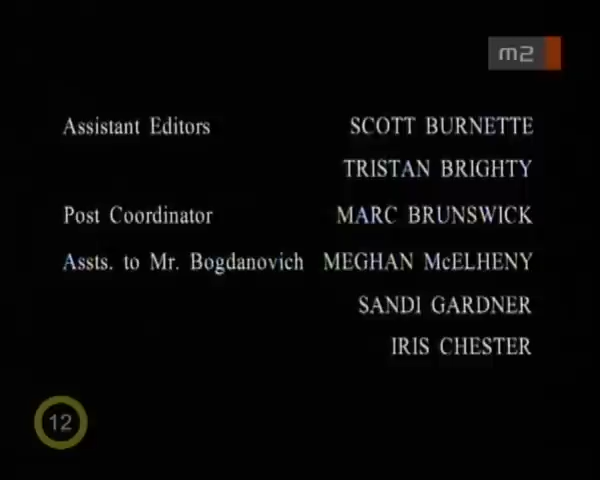 m2
Assistant Editors SCOTT BURNETTE
TRISTAN BRIGHTY
Post Coordinator MARC BRUNSWICK
Assts. to Mr. Bogdanovich MEGHAN McELHENY
SANDI GARDNER
IRIS CHESTER
12